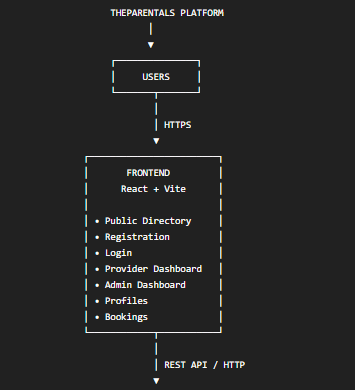 THEPARENTALS PLATFORM
USERS
HTTPS
FRONTEND
React + Vite
• Public Directory
• Registration
• Login
• Provider Dashboard
• Admin Dashboard
• Profiles
• Bookings
REST API / HTTP